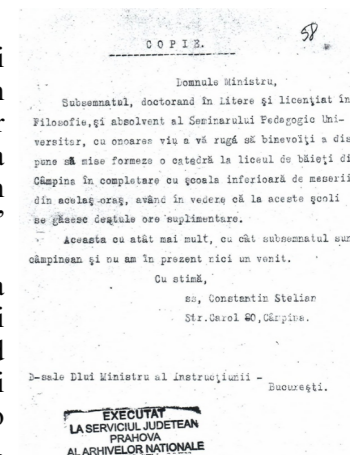 58
COPIE.
Domnule Ministru,
Subsemnatul, doctorand în Litere şi licenţiat în
Filosofie,şi absolvent al Seminarului Pedagogic Uni-
versitar, cu onoarea viu a vă rugă să binevoiţi a dis
pune să mise formeze o catedră la liceul de băieţi di
Câmpina în completare cu şcoala inferioară de meserii
din acelaş oraş, având în vedere că la aceste şcoli
se găsesc destule ore suplimentare.
Aceasta cu atât mai mult, cu cât subsemnatul sun
câmpinean şi nu am în prezent nici un venit.
Cu stimă,
ss, Constantin Stelian
Str.Carol 80,Câmpina.
D-sale Dlui Ministru al Instrucţiunii -
Bucureşti.
EXECUTAT
LA SERVICIUL JUDETEAN
PRAHOVA
AL ARHIVELOR NATIONALE